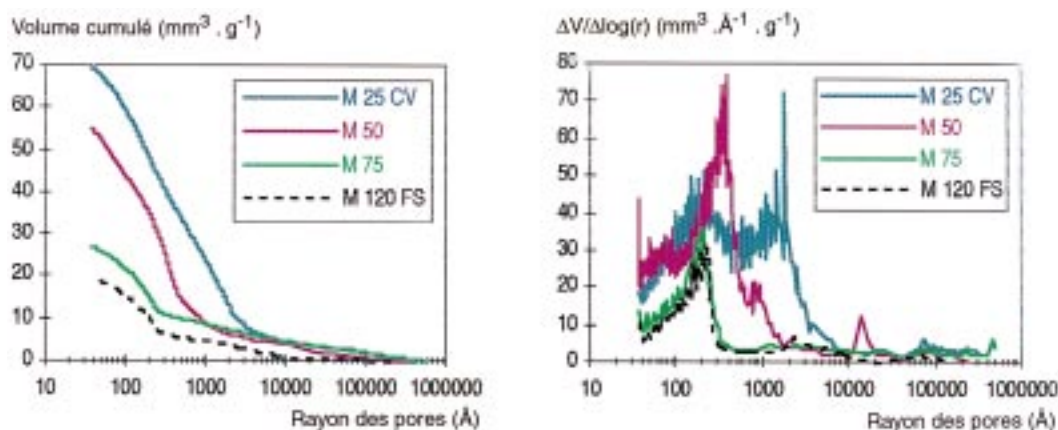 Volume cumulé (mm³ . g⁻¹)
70
60
50
40
30
20
10
0
10 100 1000 10000 1000000
Rayon des pores (Å)
M 25 CV
M 50
M 75
M 120 FS
ΔV/Δlog(r) (mm³ .Å⁻¹ . g⁻¹)
80
70
60
50
40
30
20
10
0
10 100 1000 10000 100000 1000000
Rayon des pores (Å)
M 25 CV
M 50
M 75
M 120 FS